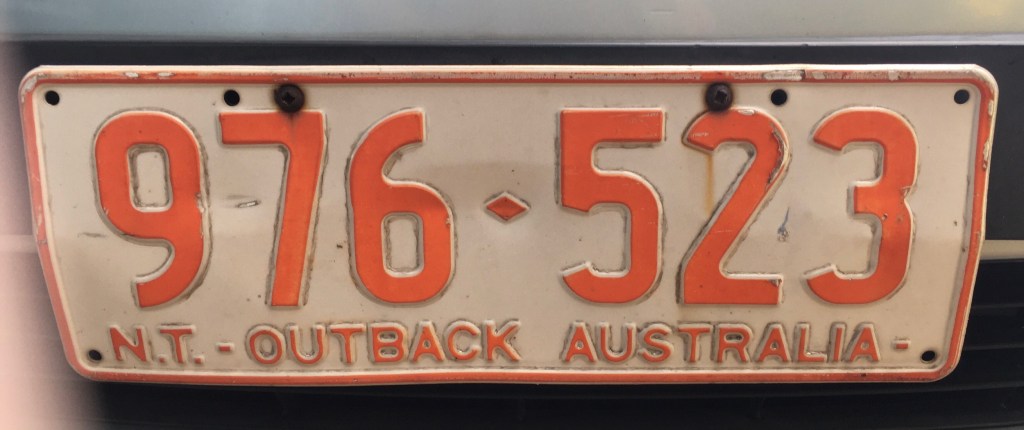 976·523
N.T. - OUTBACK AUSTRALIA -